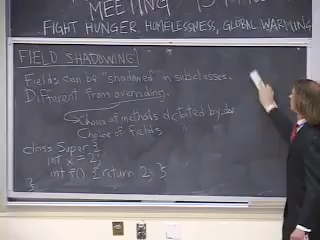 MEETING
FIGHT HUNGER, HOMELESSNESS, GLOBAL WARMING
FIELD SHADOWING
Fields can be "shadowed" in subclasses.
Different from overriding.
Choice of methods dictated by
Choice of fields
class Super {
int x = 2;
int f() { return 2; }
}